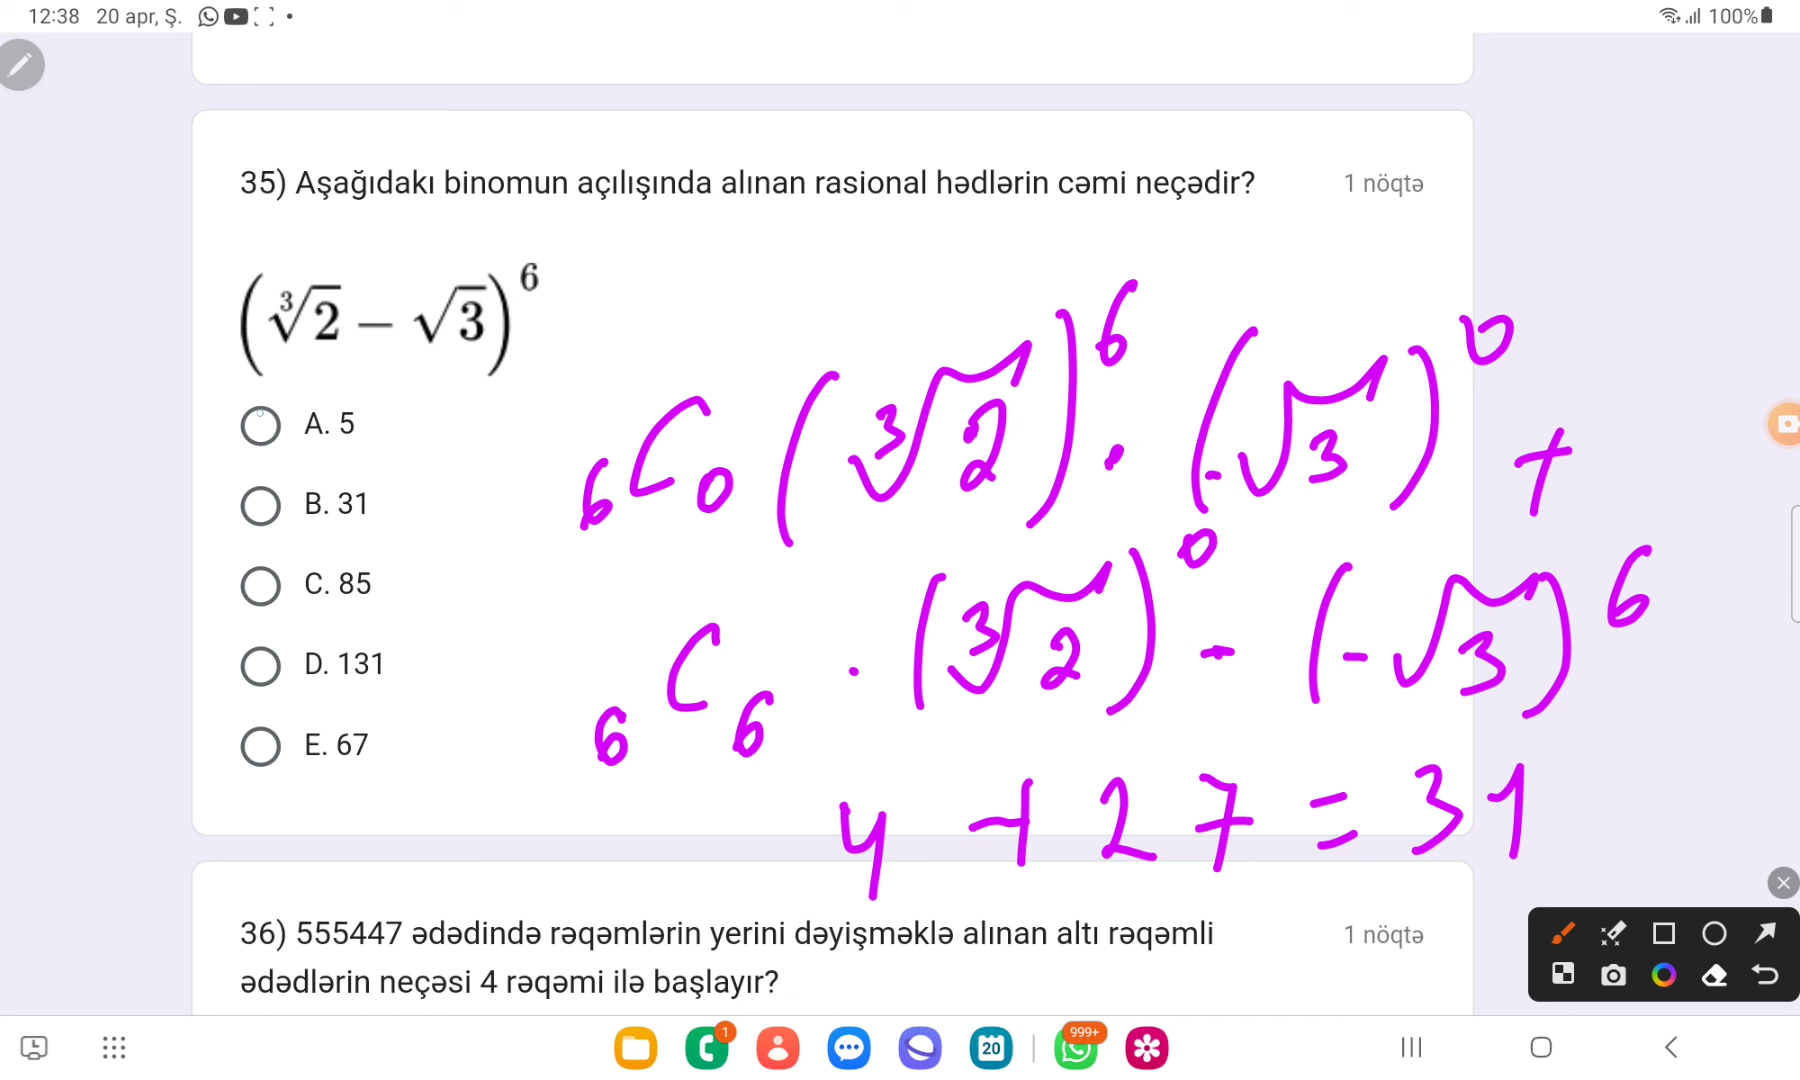 12:38 20 apr, Ş. 100%
35) Aşağıdakı binomun açılışında alınan rasional hədlərin cəmi neçədir? 1 nöqtə
(∛2 − √3)⁶
A. 5
B. 31
C. 85
D. 131
E. 67
₆C₀ (∛2)⁶ · (-√3)⁰ +
₆C₆ · (∛2)⁰ - (-√3)⁶
4 + 27 = 31
36) 555447 ədədində rəqəmlərin yerini dəyişməklə alınan altı rəqəmli 1 nöqtə
ədədlərin neçəsi 4 rəqəmi ilə başlayır?
1
20
999+